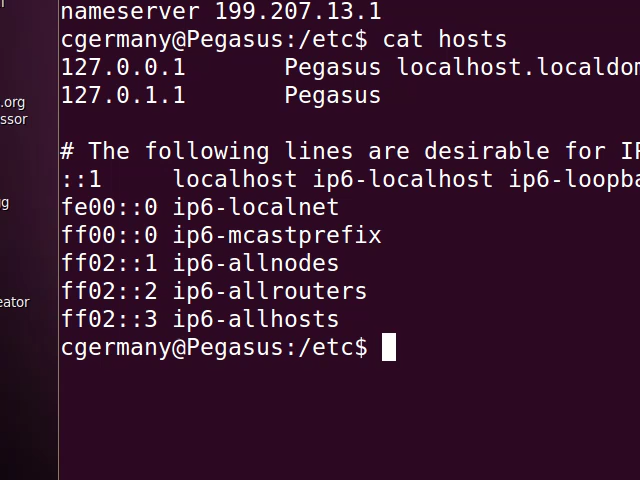 nameserver 199.207.13.1
cgermany@Pegasus:/etc$ cat hosts
127.0.0.1 Pegasus localhost.localdom
127.0.1.1 Pegasus
.org
ssor
# The following lines are desirable for IP
::1 localhost ip6-localhost ip6-loopba
fe00::0 ip6-localnet
ff00::0 ip6-mcastprefix
ff02::1 ip6-allnodes
ff02::2 ip6-allrouters
eator
ff02::3 ip6-allhosts
cgermany@Pegasus:/etc$